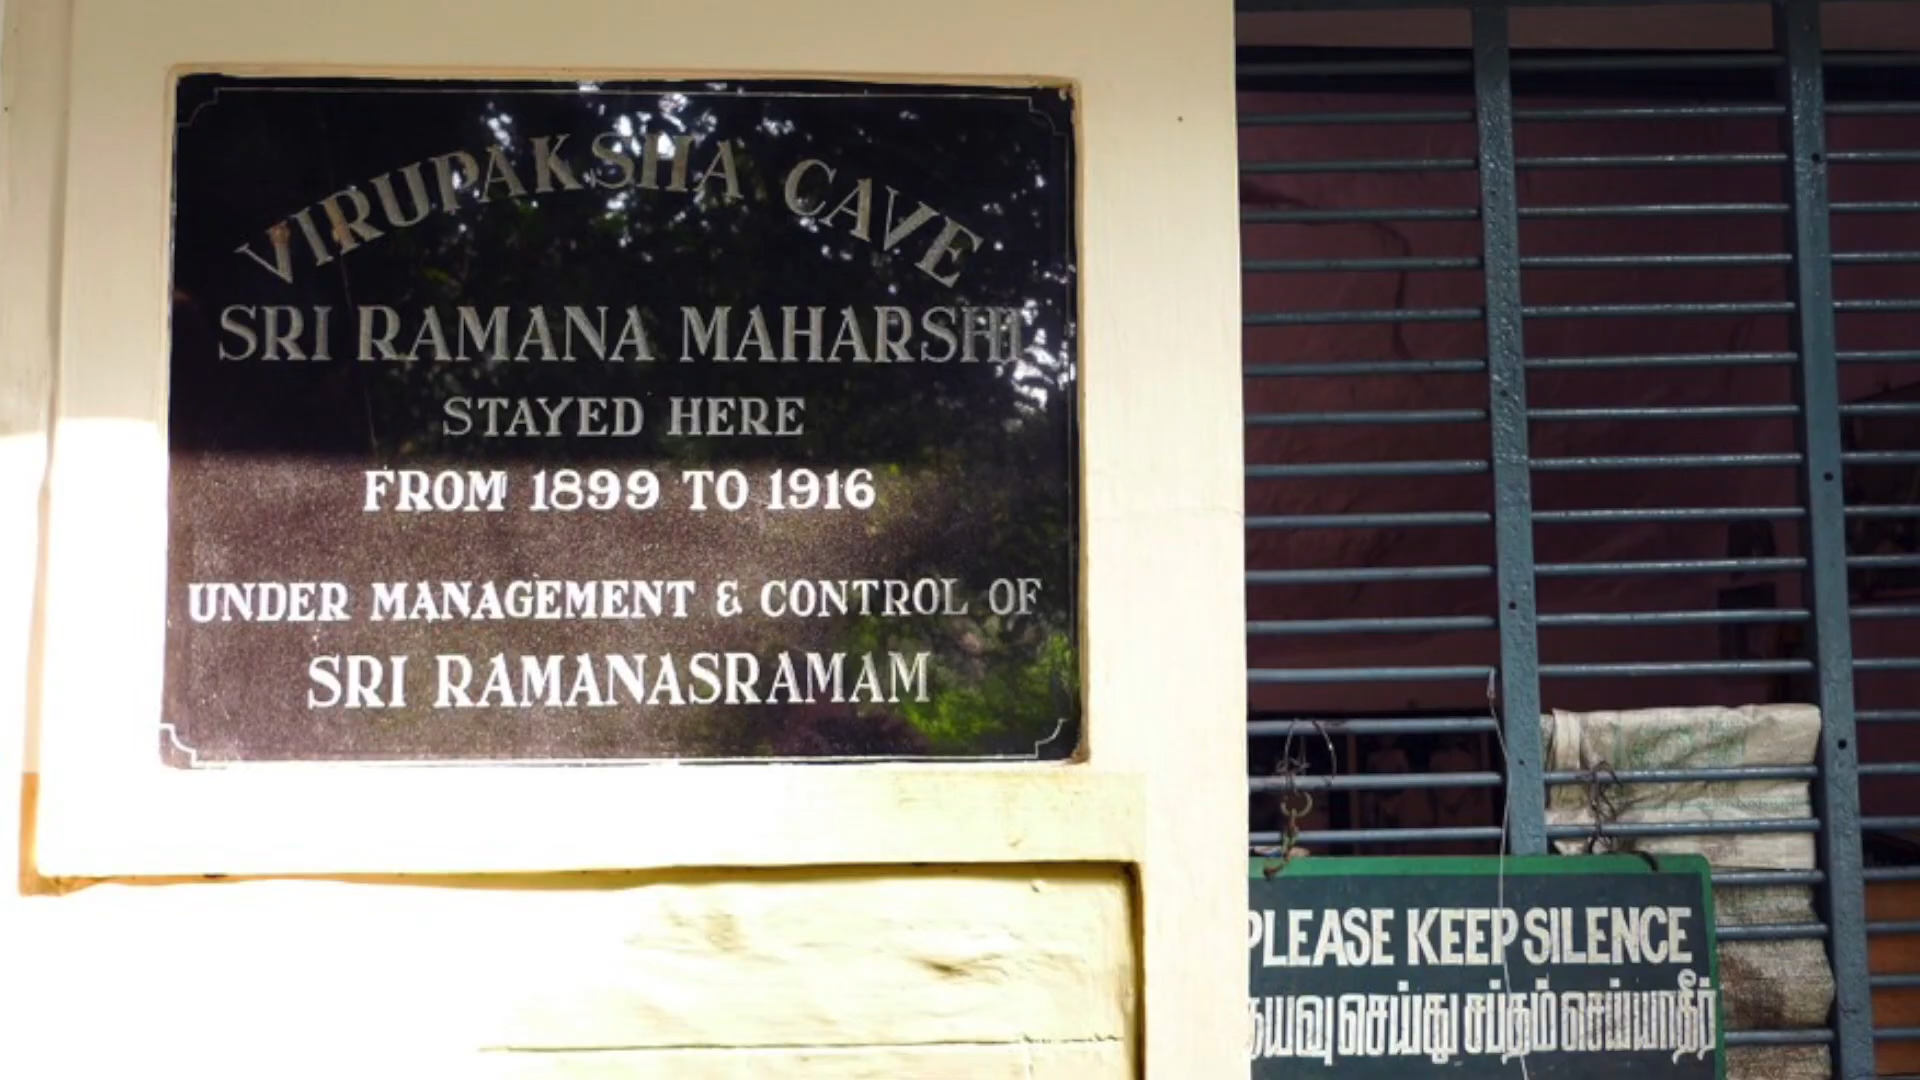 VIRUPAKSHA CAVE
SRI RAMANA MAHARSHI
STAYED HERE
FROM 1899 TO 1916
UNDER MANAGEMENT & CONTROL OF
SRI RAMANASRAMAM
PLEASE KEEP SILENCE
தயவு செய்து சப்தம் செய்யாதீர்